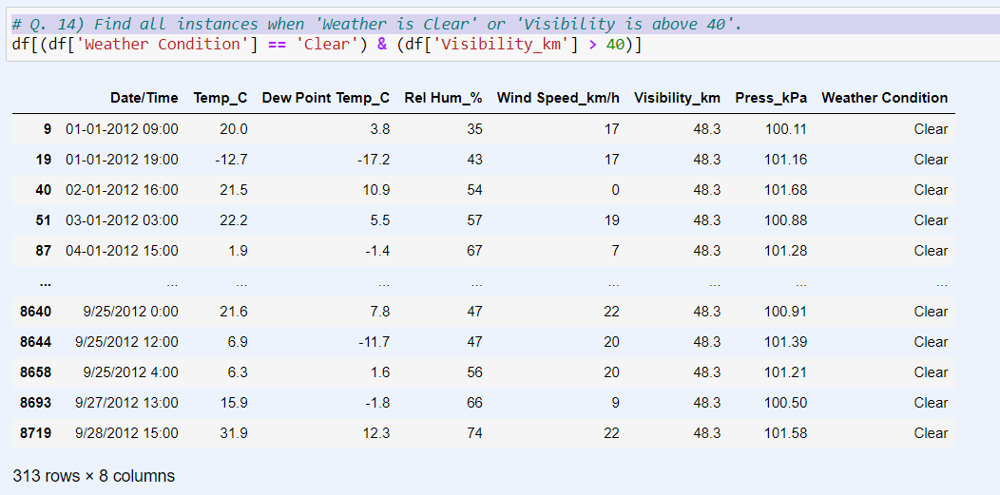 # Q. 14) Find all instances when 'Weather is Clear' or 'Visibility is above 40'.
df[(df['Weather Condition'] == 'Clear') & (df['Visibility_km'] > 40)]
Date/Time Temp_C Dew Point Temp_C Rel Hum_% Wind Speed_km/h Visibility_km Press_kPa Weather Condition
9 01-01-2012 09:00 20.0 3.8 35 17 48.3 100.11 Clear
19 01-01-2012 19:00 -12.7 -17.2 43 17 48.3 101.16 Clear
40 02-01-2012 16:00 21.5 10.9 54 0 48.3 101.68 Clear
51 03-01-2012 03:00 22.2 5.5 57 19 48.3 100.88 Clear
87 04-01-2012 15:00 1.9 -1.4 67 7 48.3 101.28 Clear
... ... ... ... ... ... ... ... ...
8640 9/25/2012 0:00 21.6 7.8 47 22 48.3 100.91 Clear
8644 9/25/2012 12:00 6.9 -11.7 47 20 48.3 101.39 Clear
8658 9/25/2012 4:00 6.3 1.6 56 20 48.3 101.21 Clear
8693 9/27/2012 13:00 15.9 -1.8 66 9 48.3 100.50 Clear
8719 9/28/2012 15:00 31.9 12.3 74 22 48.3 101.58 Clear
313 rows × 8 columns